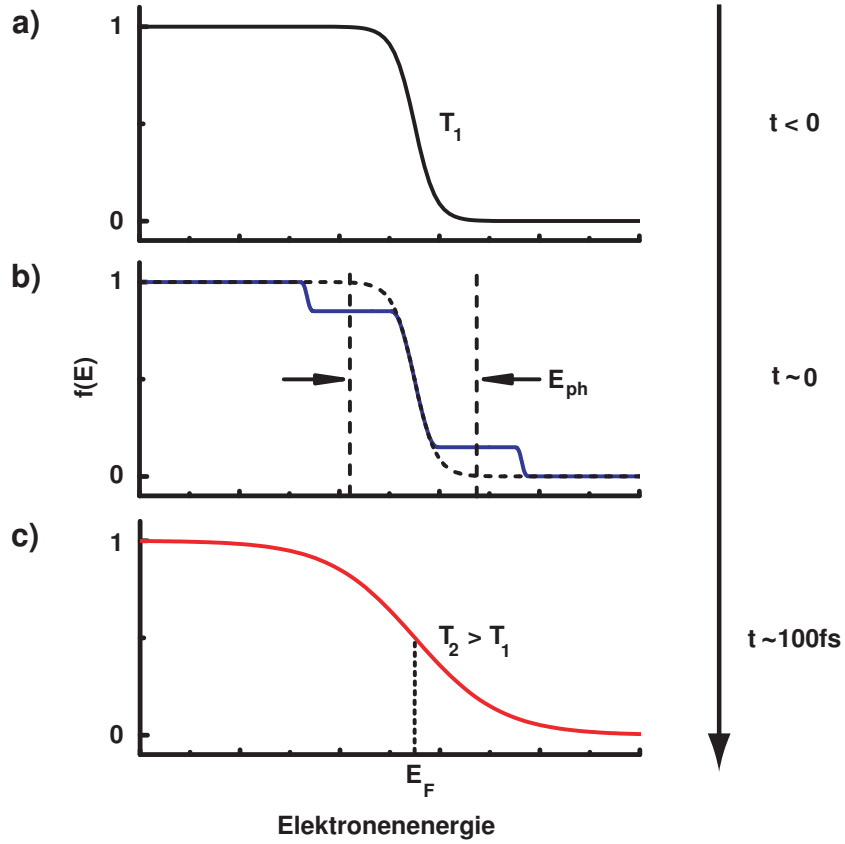 a)
1
T1
0
t < 0
b)
1
f(E)
Eph
0
t ~ 0
c)
1
T2 > T1
0
t ~ 100fs
EF
Elektronenenergie